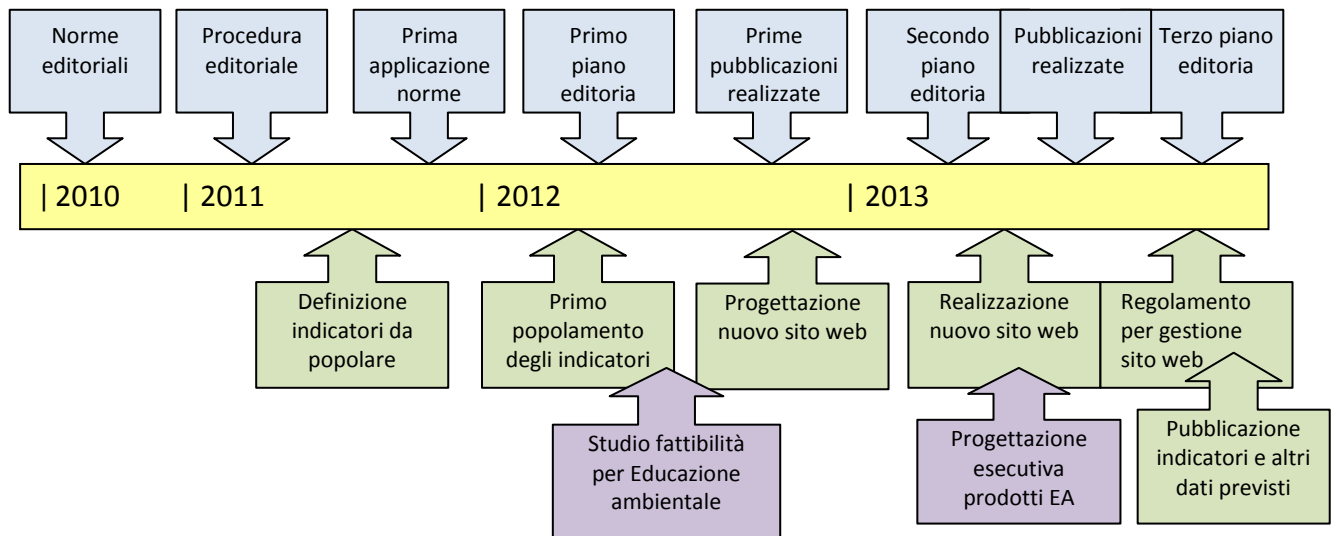 Norme
editoriali
Procedura
editoriale
Prima
applicazione
norme
Primo
piano
editoria
Prime
pubblicazioni
realizzate
Secondo
piano
editoria
Pubblicazioni
realizzate
Terzo piano
editoria
| 2010 | 2011 | 2012 | 2013
Definizione
indicatori da
popolare
Primo
popolamento
degli indicatori
Progettazione
nuovo sito web
Realizzazione
nuovo sito web
Regolamento
per gestione
sito web
Studio fattibilità
per Educazione
ambientale
Progettazione
esecutiva
prodotti EA
Pubblicazione
indicatori e altri
dati previsti